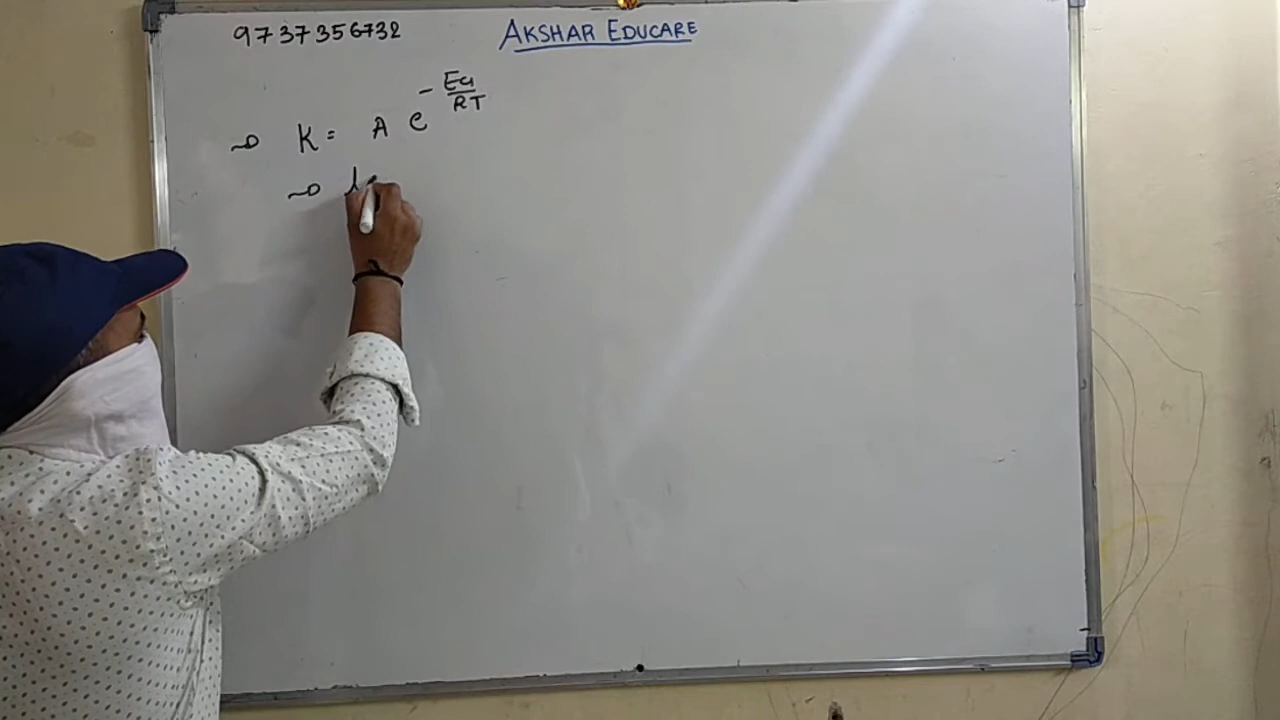 9737356732 AKSHAR EDUCARE
→ K = A e^-Ea/RT
→